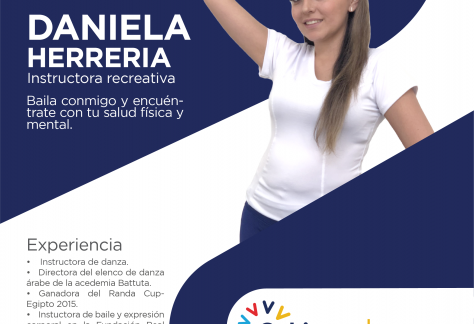 DANIELA
HERRERIA
Instructora recreativa
Baila conmigo y encuén-
trate con tu salud física y
mental.
Experiencia
• Instructora de danza.
• Directora del elenco de danza
árabe de la acedemia Battuta.
• Ganadora del Randa Cup-
Egipto 2015.
• Instuctora de baile y expresión